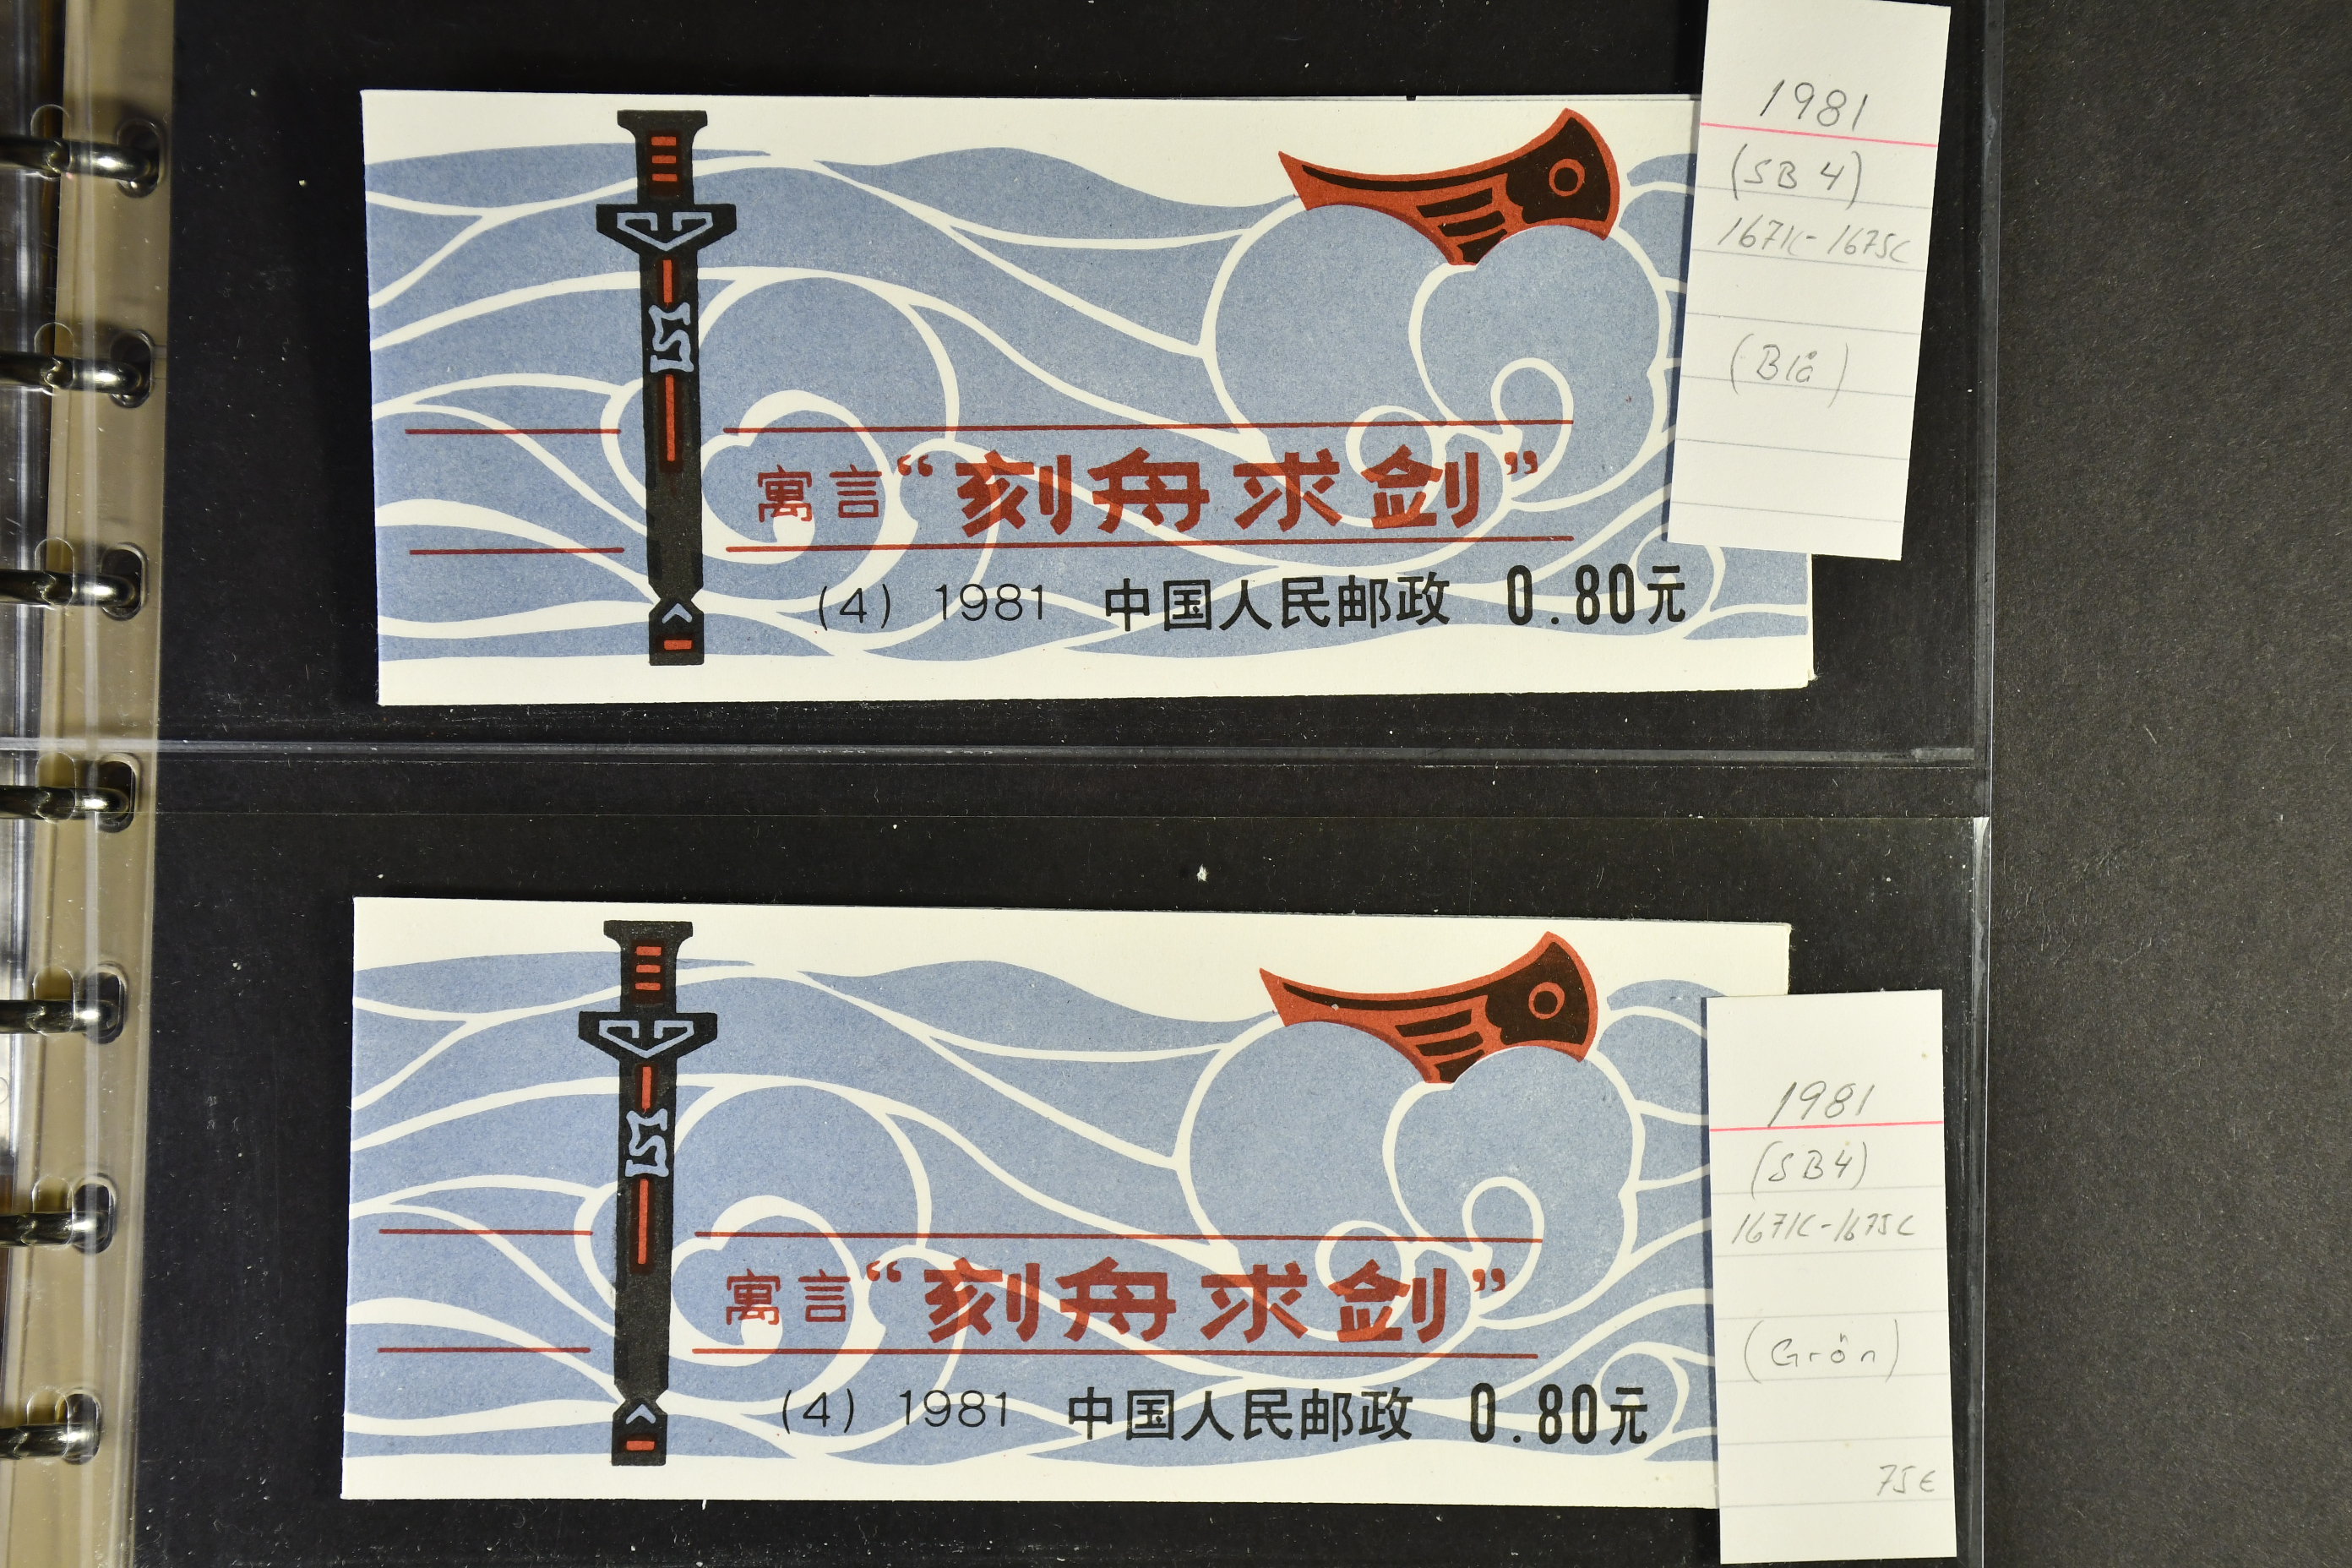 寓言“刻舟求剑”
(4) 1981 中国人民邮政 0.80元
1981
(SB 4)
1671C-1675C
(Blå)
寓言“刻舟求剑”
(4) 1981 中国人民邮政 0.80元
1981
(SB4)
1671C-1675C
(Grön)
75€